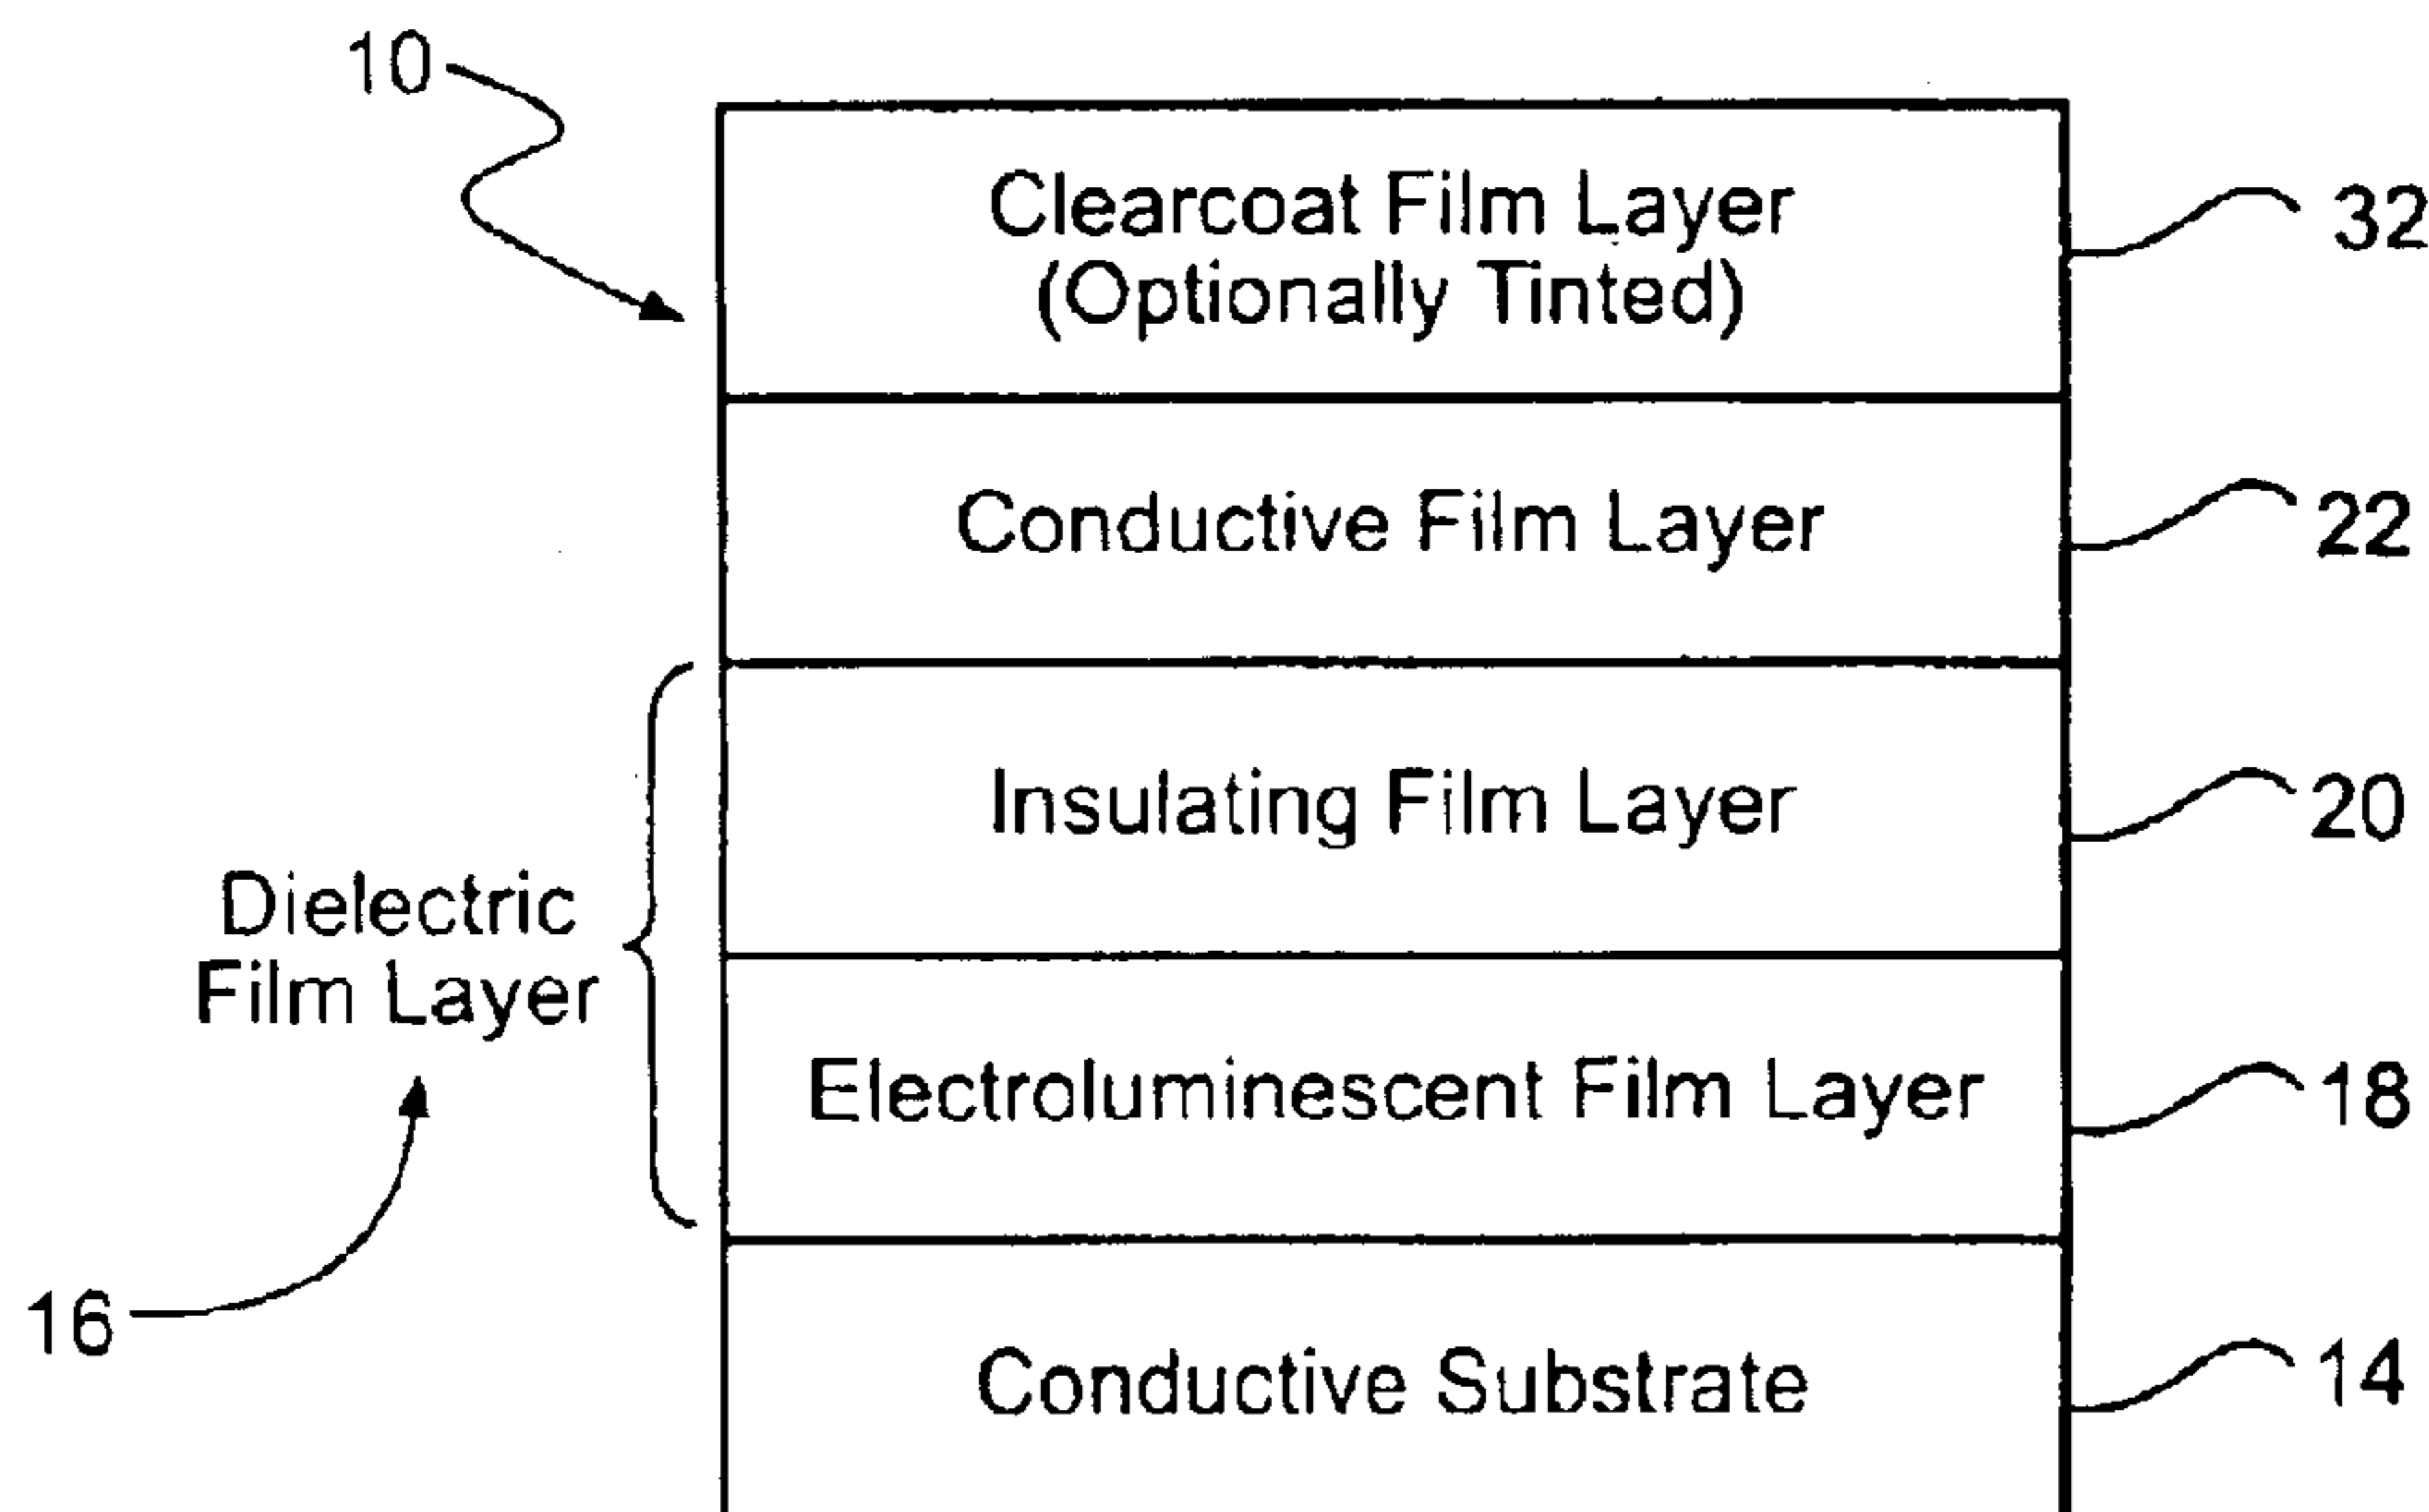 10
Clearcoat Film Layer
(Optionally Tinted)
32
Conductive Film Layer
22
Insulating Film Layer
20
Dielectric
Film Layer
Electroluminescent Film Layer
18
16
Conductive Substrate
14